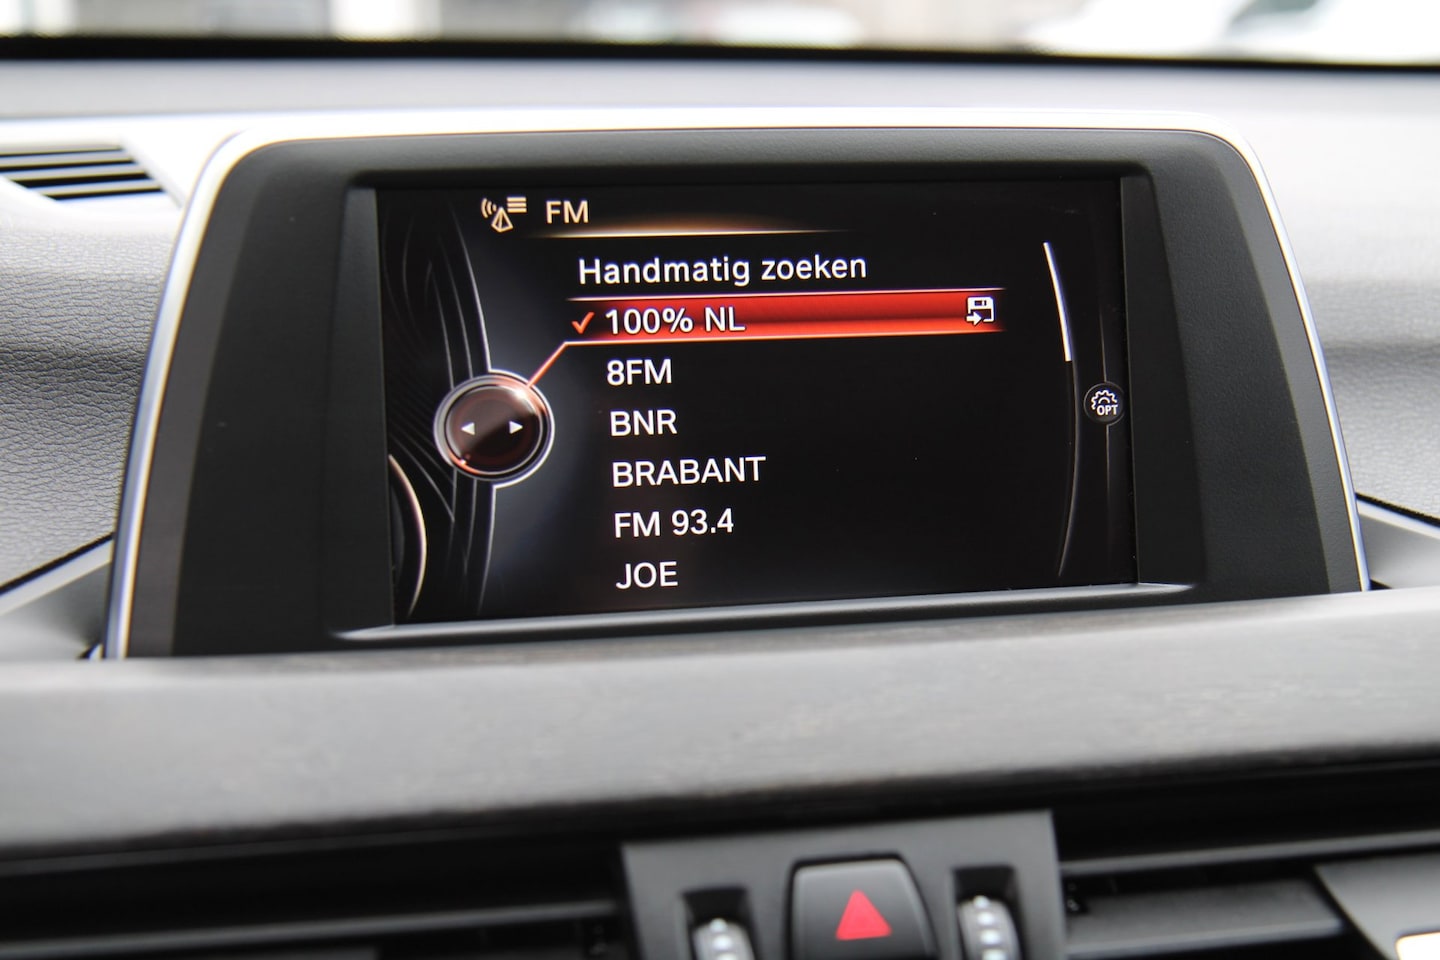 FM
Handmatig zoeken
100% NL
8FM
BNR
BRABANT
FM 93.4
JOE
OPT